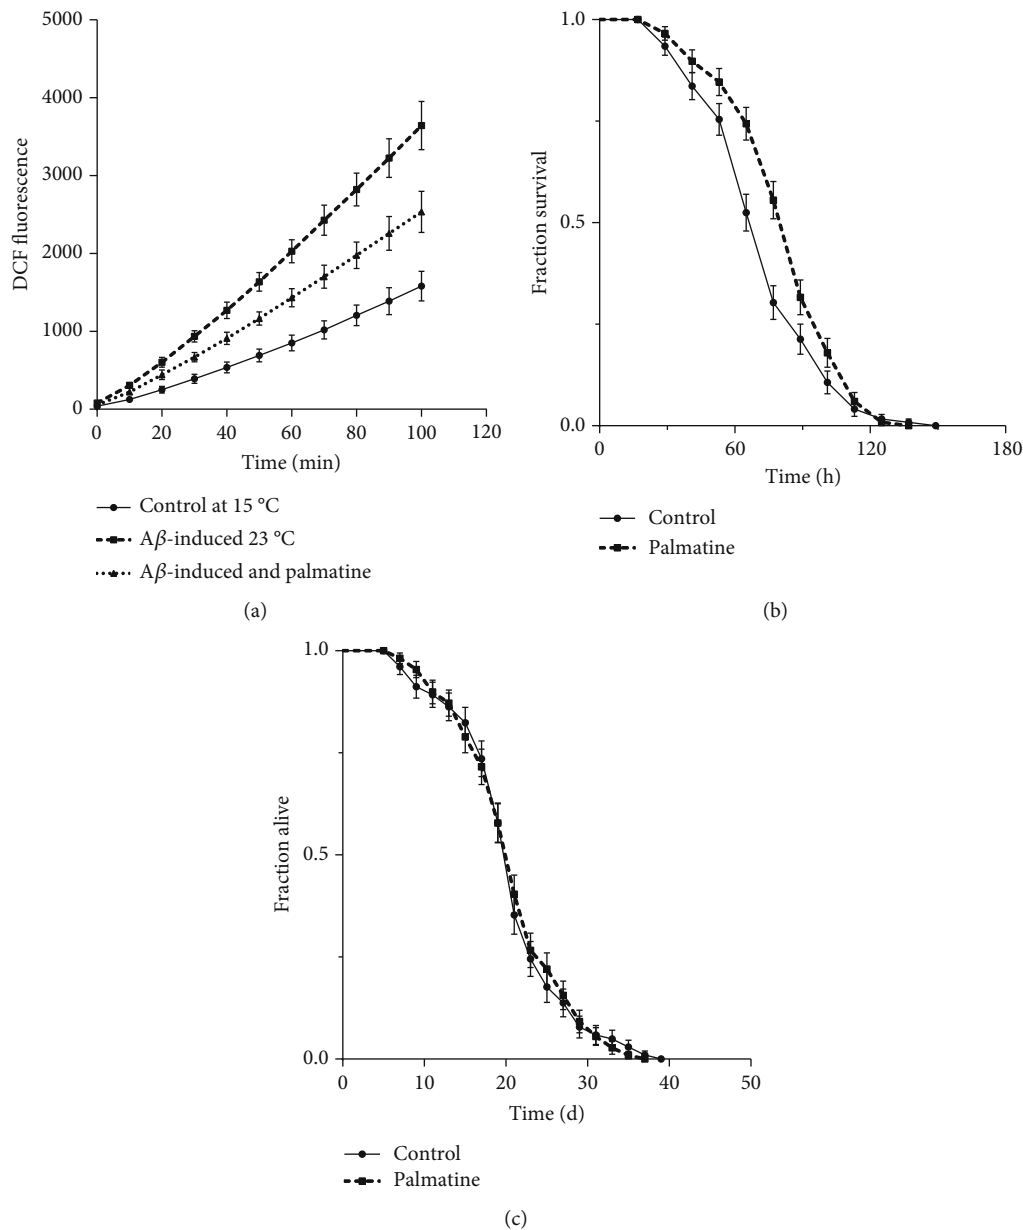 5000
4000
3000
2000
1000
0
DCF fluorescence
0 20 40 60 80 100 120
Time (min)
Control at 15 °C
Aβ-induced 23 °C
Aβ-induced and palmatine
(a)
1.0
0.5
0.0
Fraction survival
0 60 120 180
Time (h)
Control
Palmatine
(b)
1.0
0.5
0.0
Fraction alive
0 10 20 30 40 50
Time (d)
Control
Palmatine
(c)